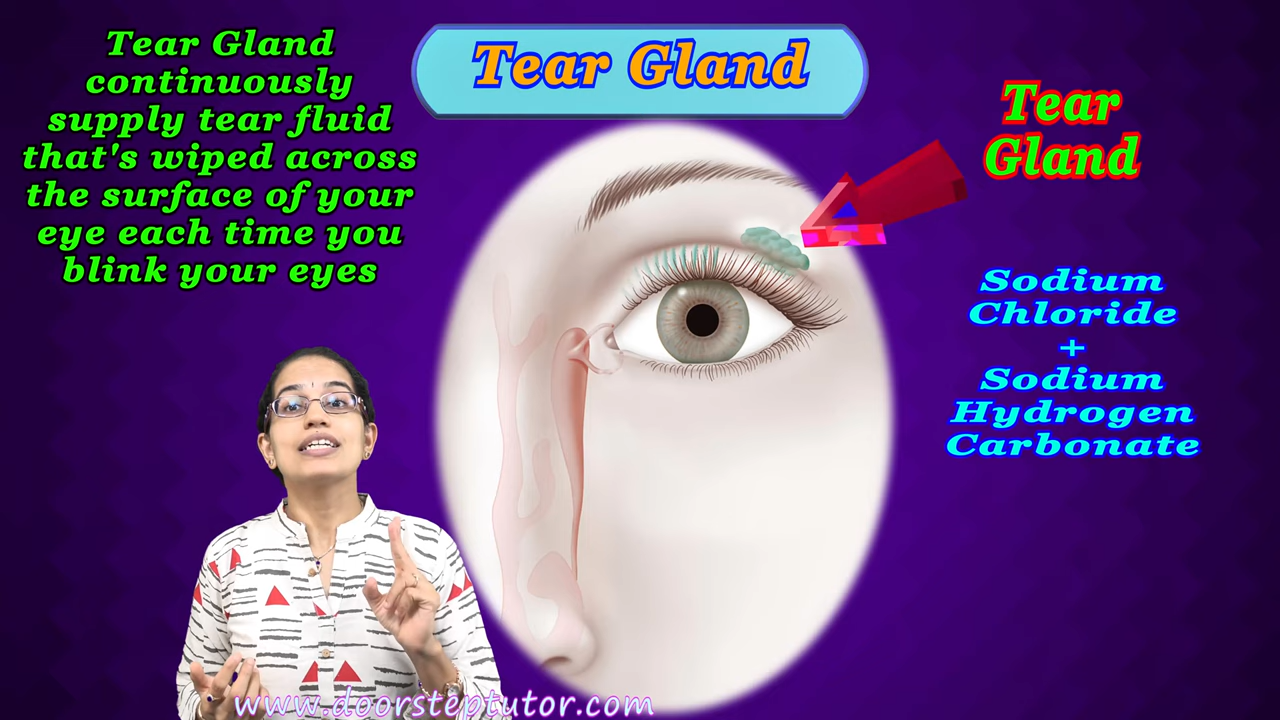 Tear Gland
continuously
supply tear fluid
that's wiped across
the surface of your
eye each time you
blink your eyes
Tear Gland
Tear
Gland
Sodium
Chloride
+
Sodium
Hydrogen
Carbonate
www.doorsteptutor.com